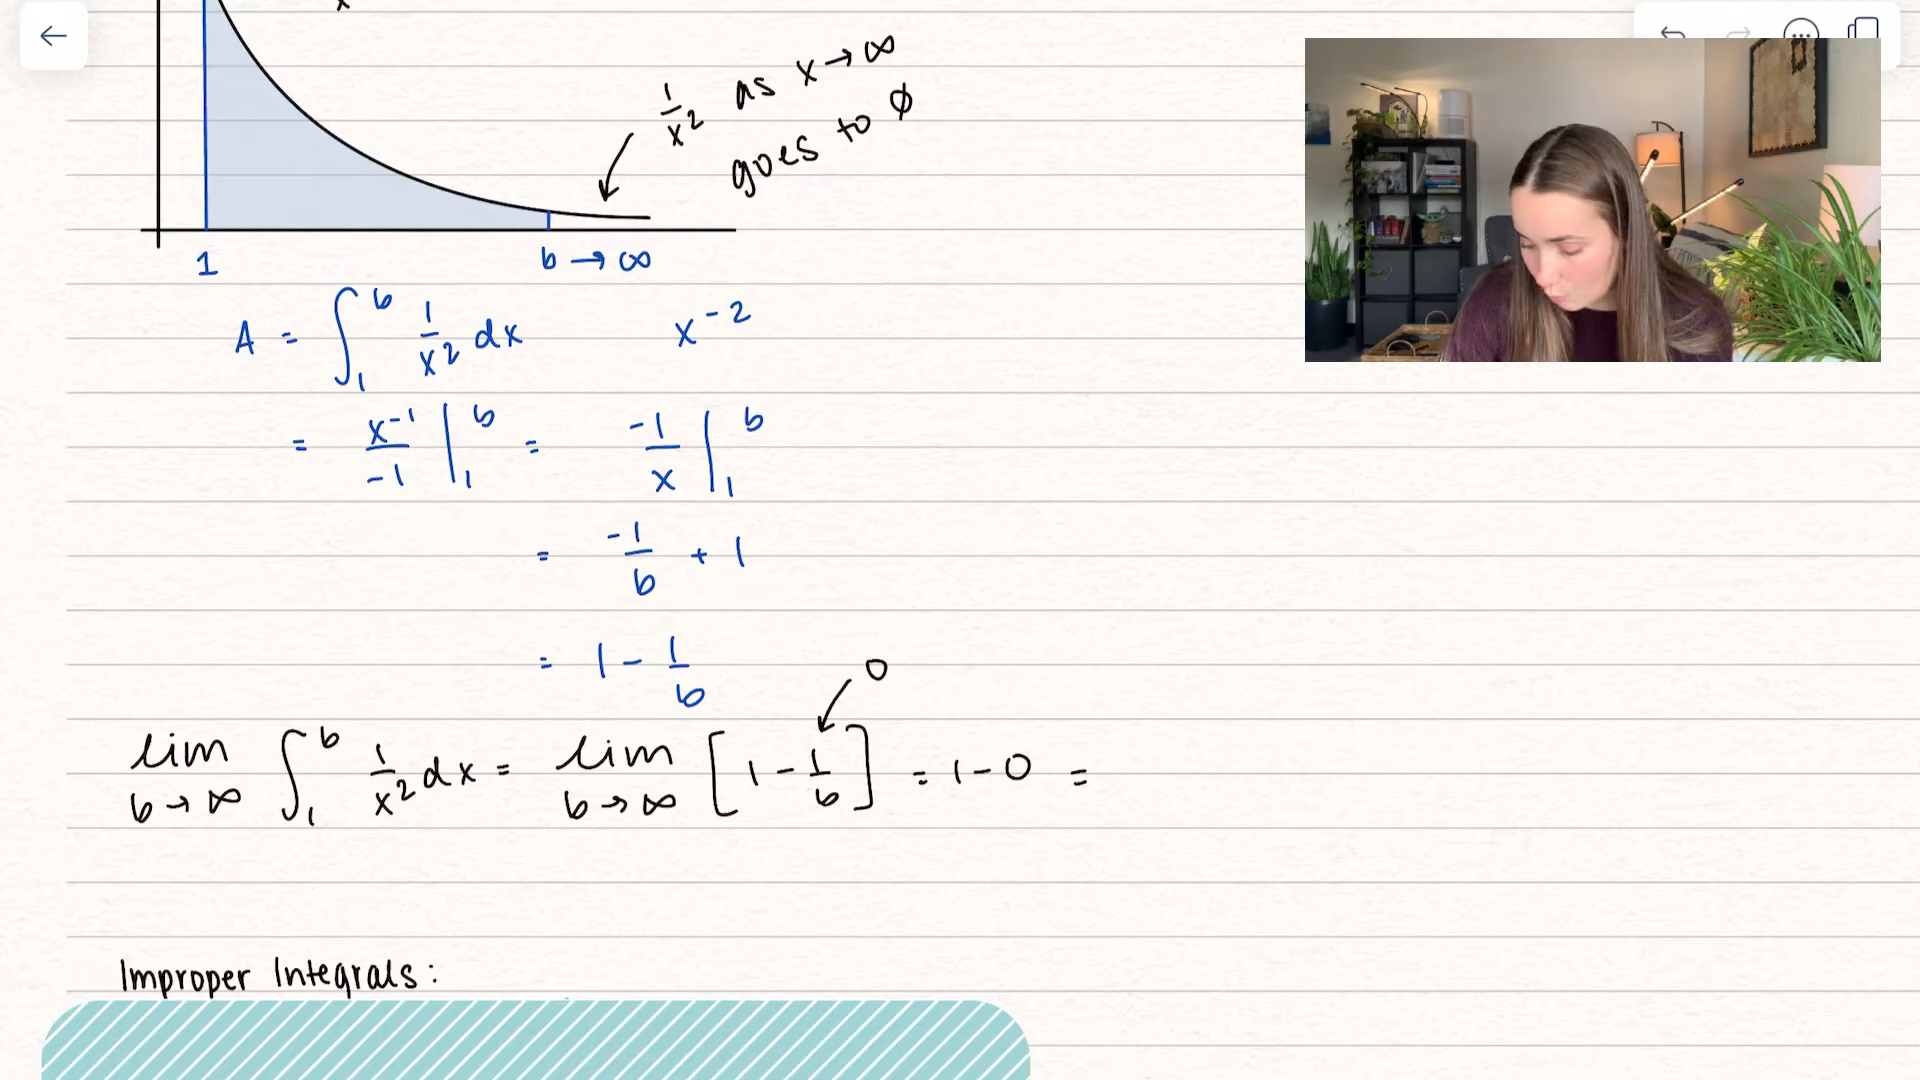 x
1/x² as x → ∞
goes to ∅
1 b → ∞
A = ∫₁ᵇ 1/x² dx x⁻²
= x⁻¹/-1 |₁ᵇ = -1/x |₁ᵇ
= -1/b + 1
= 1 - 1/b
0
lim b→∞ ∫₁ᵇ 1/x² dx = lim b→∞ [1 - 1/b] = 1 - 0 =
Improper Integrals: